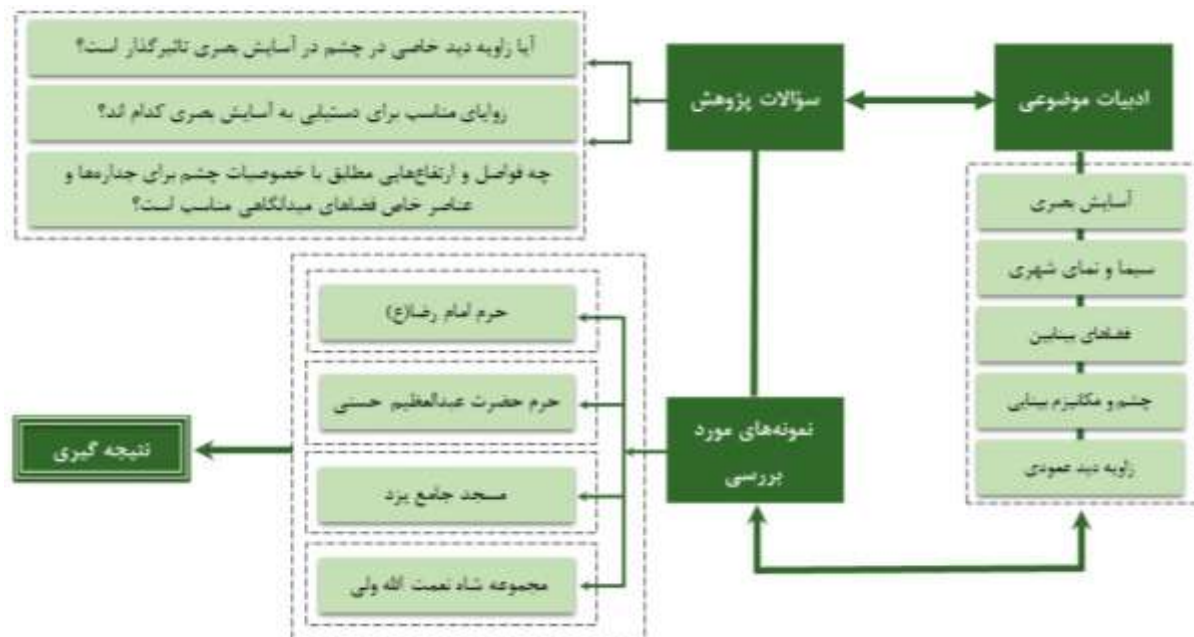 ادبیات موضوعی
آسایش بصری
سیما و نمای شهری
فضاهای بینابین
چشم و مکانیزم بینایی
زاویه دید عمودی
سؤالات پژوهش
آیا زاویه دید خاصی در چشم در آسایش بصری تاثیرگذار است؟
زوایای مناسب برای دستیابی به آسایش بصری کدام اند؟
چه فواصل و ارتفاع‌هایی مطابق با خصوصیات چشم برای جداره‌ها و
عناصر خاص فضاهای میدانگاهی مناسب است؟
نمونه‌های مورد
بررسی
حرم امام رضا(ع)
حرم حضرت عبدالعظیم حسنی
مسجد جامع یزد
مجموعه شاه نعمت الله ولی
نتیجه گیری